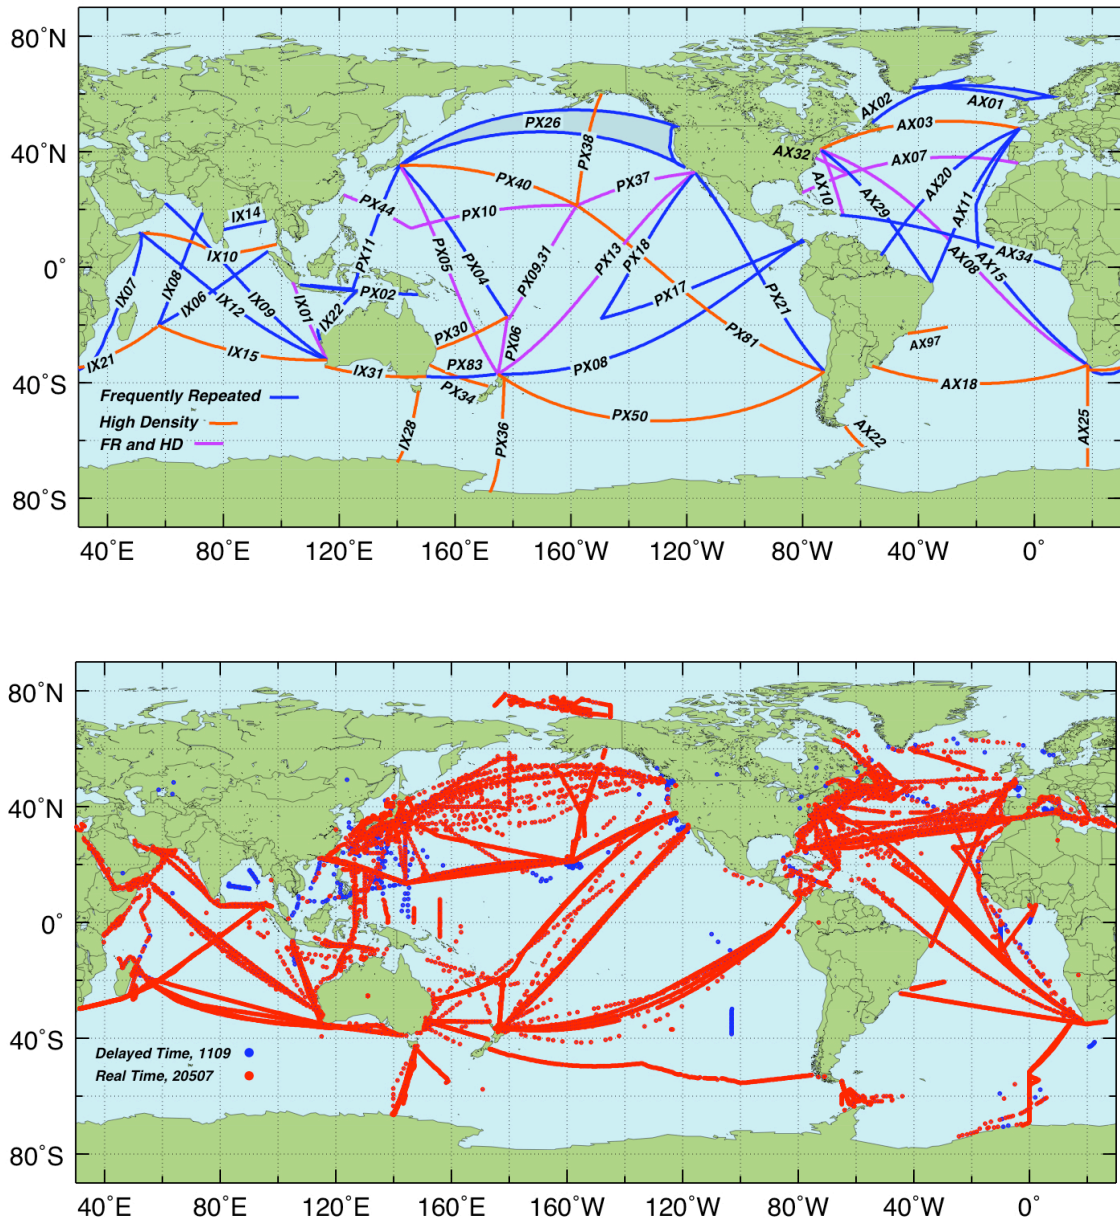 80°N
40°N
0°
40°S
80°S
AX02
AX01
AX03
PX26
PX38
AX32
AX07
PX40
PX37
AX20
AX10
AX29
AX11
PX44
PX10
IX14
PX11
IX10
PX05
PX04
PX09,31
PX13
PX18
AX08
AX15
AX34
IX07
IX08
IX06
IX12
IX09
IX01
IX22
PX02
PX17
PX21
PX30
PX06
PX81
AX97
IX21
IX15
IX31
PX83
PX34
PX08
AX18
PX50
IX28
PX36
AX22
AX25
Frequently Repeated
High Density
FR and HD
40°E 80°E 120°E 160°E 160°W 120°W 80°W 40°W 0°
80°N
40°N
0°
40°S
80°S
Delayed Time, 1109
Real Time, 20507
40°E 80°E 120°E 160°E 160°W 120°W 80°W 40°W 0°